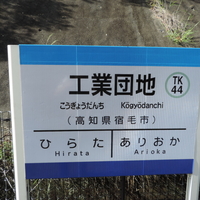 工業団地
TK
44
こうぎょうだんち Kōgyōdanchi
(高知県宿毛市)
ひらた ありおか
Hirata Arioka